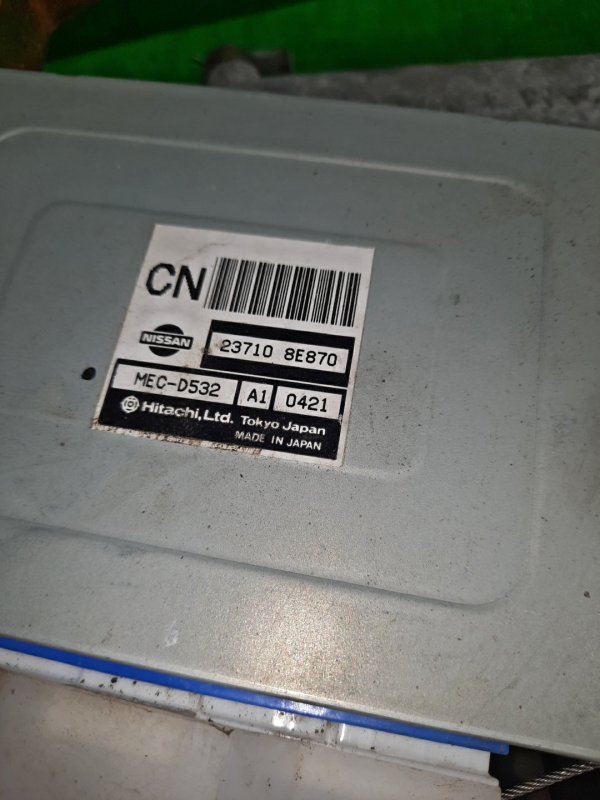 CN
NISSAN
23710 8E870
MEC-D532 A1 0421
Hitachi,Ltd. Tokyo Japan
MADE IN JAPAN